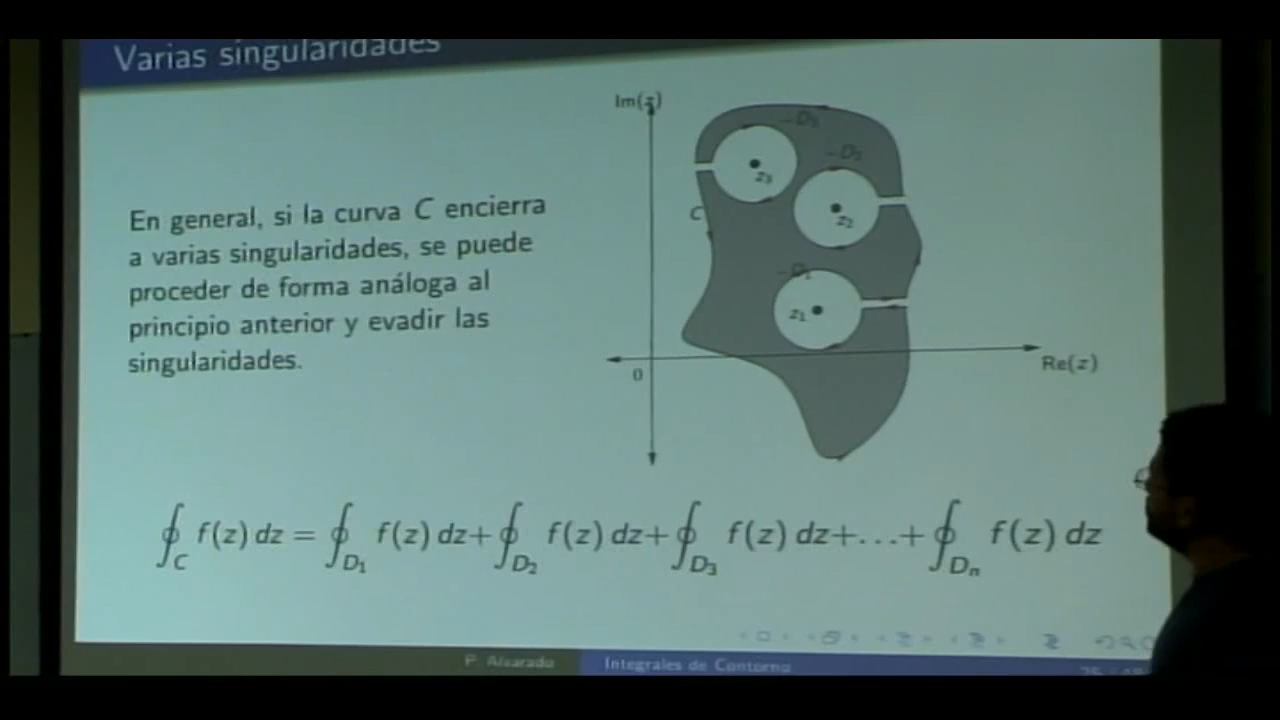 Varias singularidades
En general, si la curva C encierra
a varias singularidades, se puede
proceder de forma análoga al
principio anterior y evadir las
singularidades.
Im(z)
-D₃
-D₂
z₃
C
z₂
-D₁
z₁
0
Re(z)
∮_C f(z) dz = ∮_{D₁} f(z) dz+ ∮_{D₂} f(z) dz+ ∮_{D₃} f(z) dz+...+ ∮_{Dₙ} f(z) dz
P. Alvarado
Integrales de Contorno